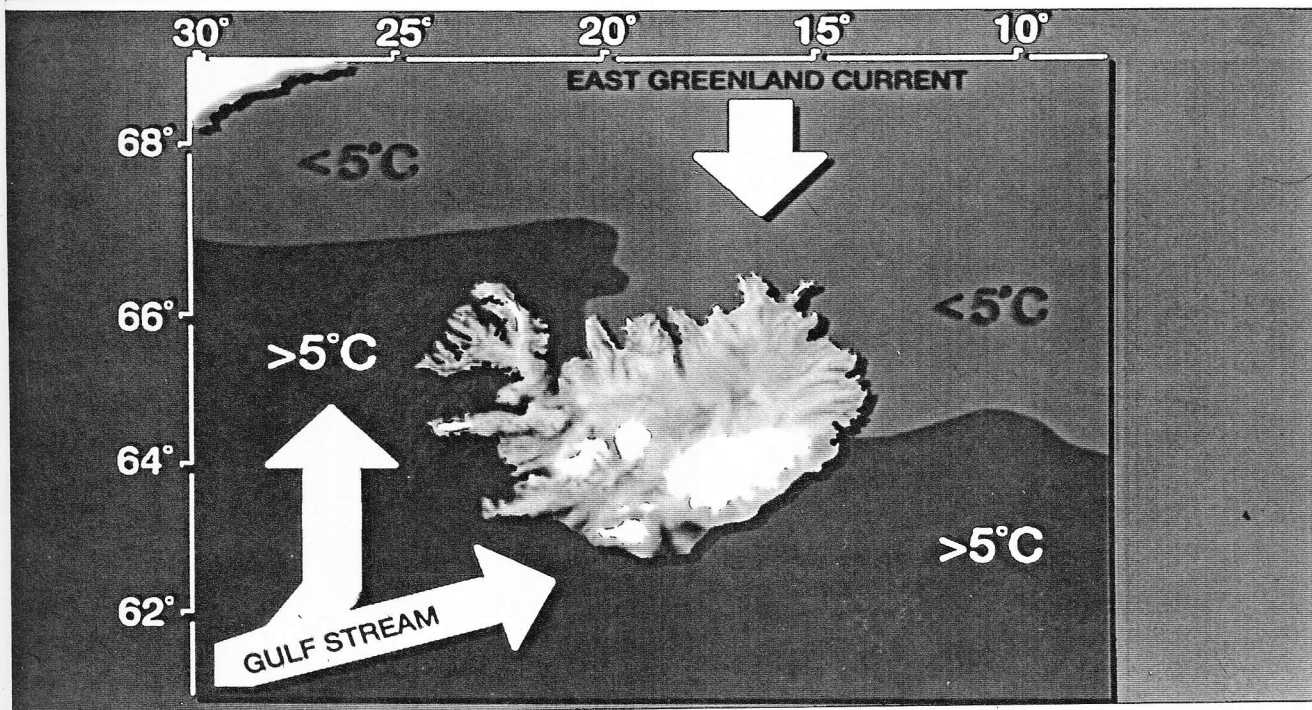 30° 25° 20° 15° 10°
EAST GREENLAND CURRENT
68°
<5°C
66°
<5°C
>5°C
64°
>5°C
62°
GULF STREAM